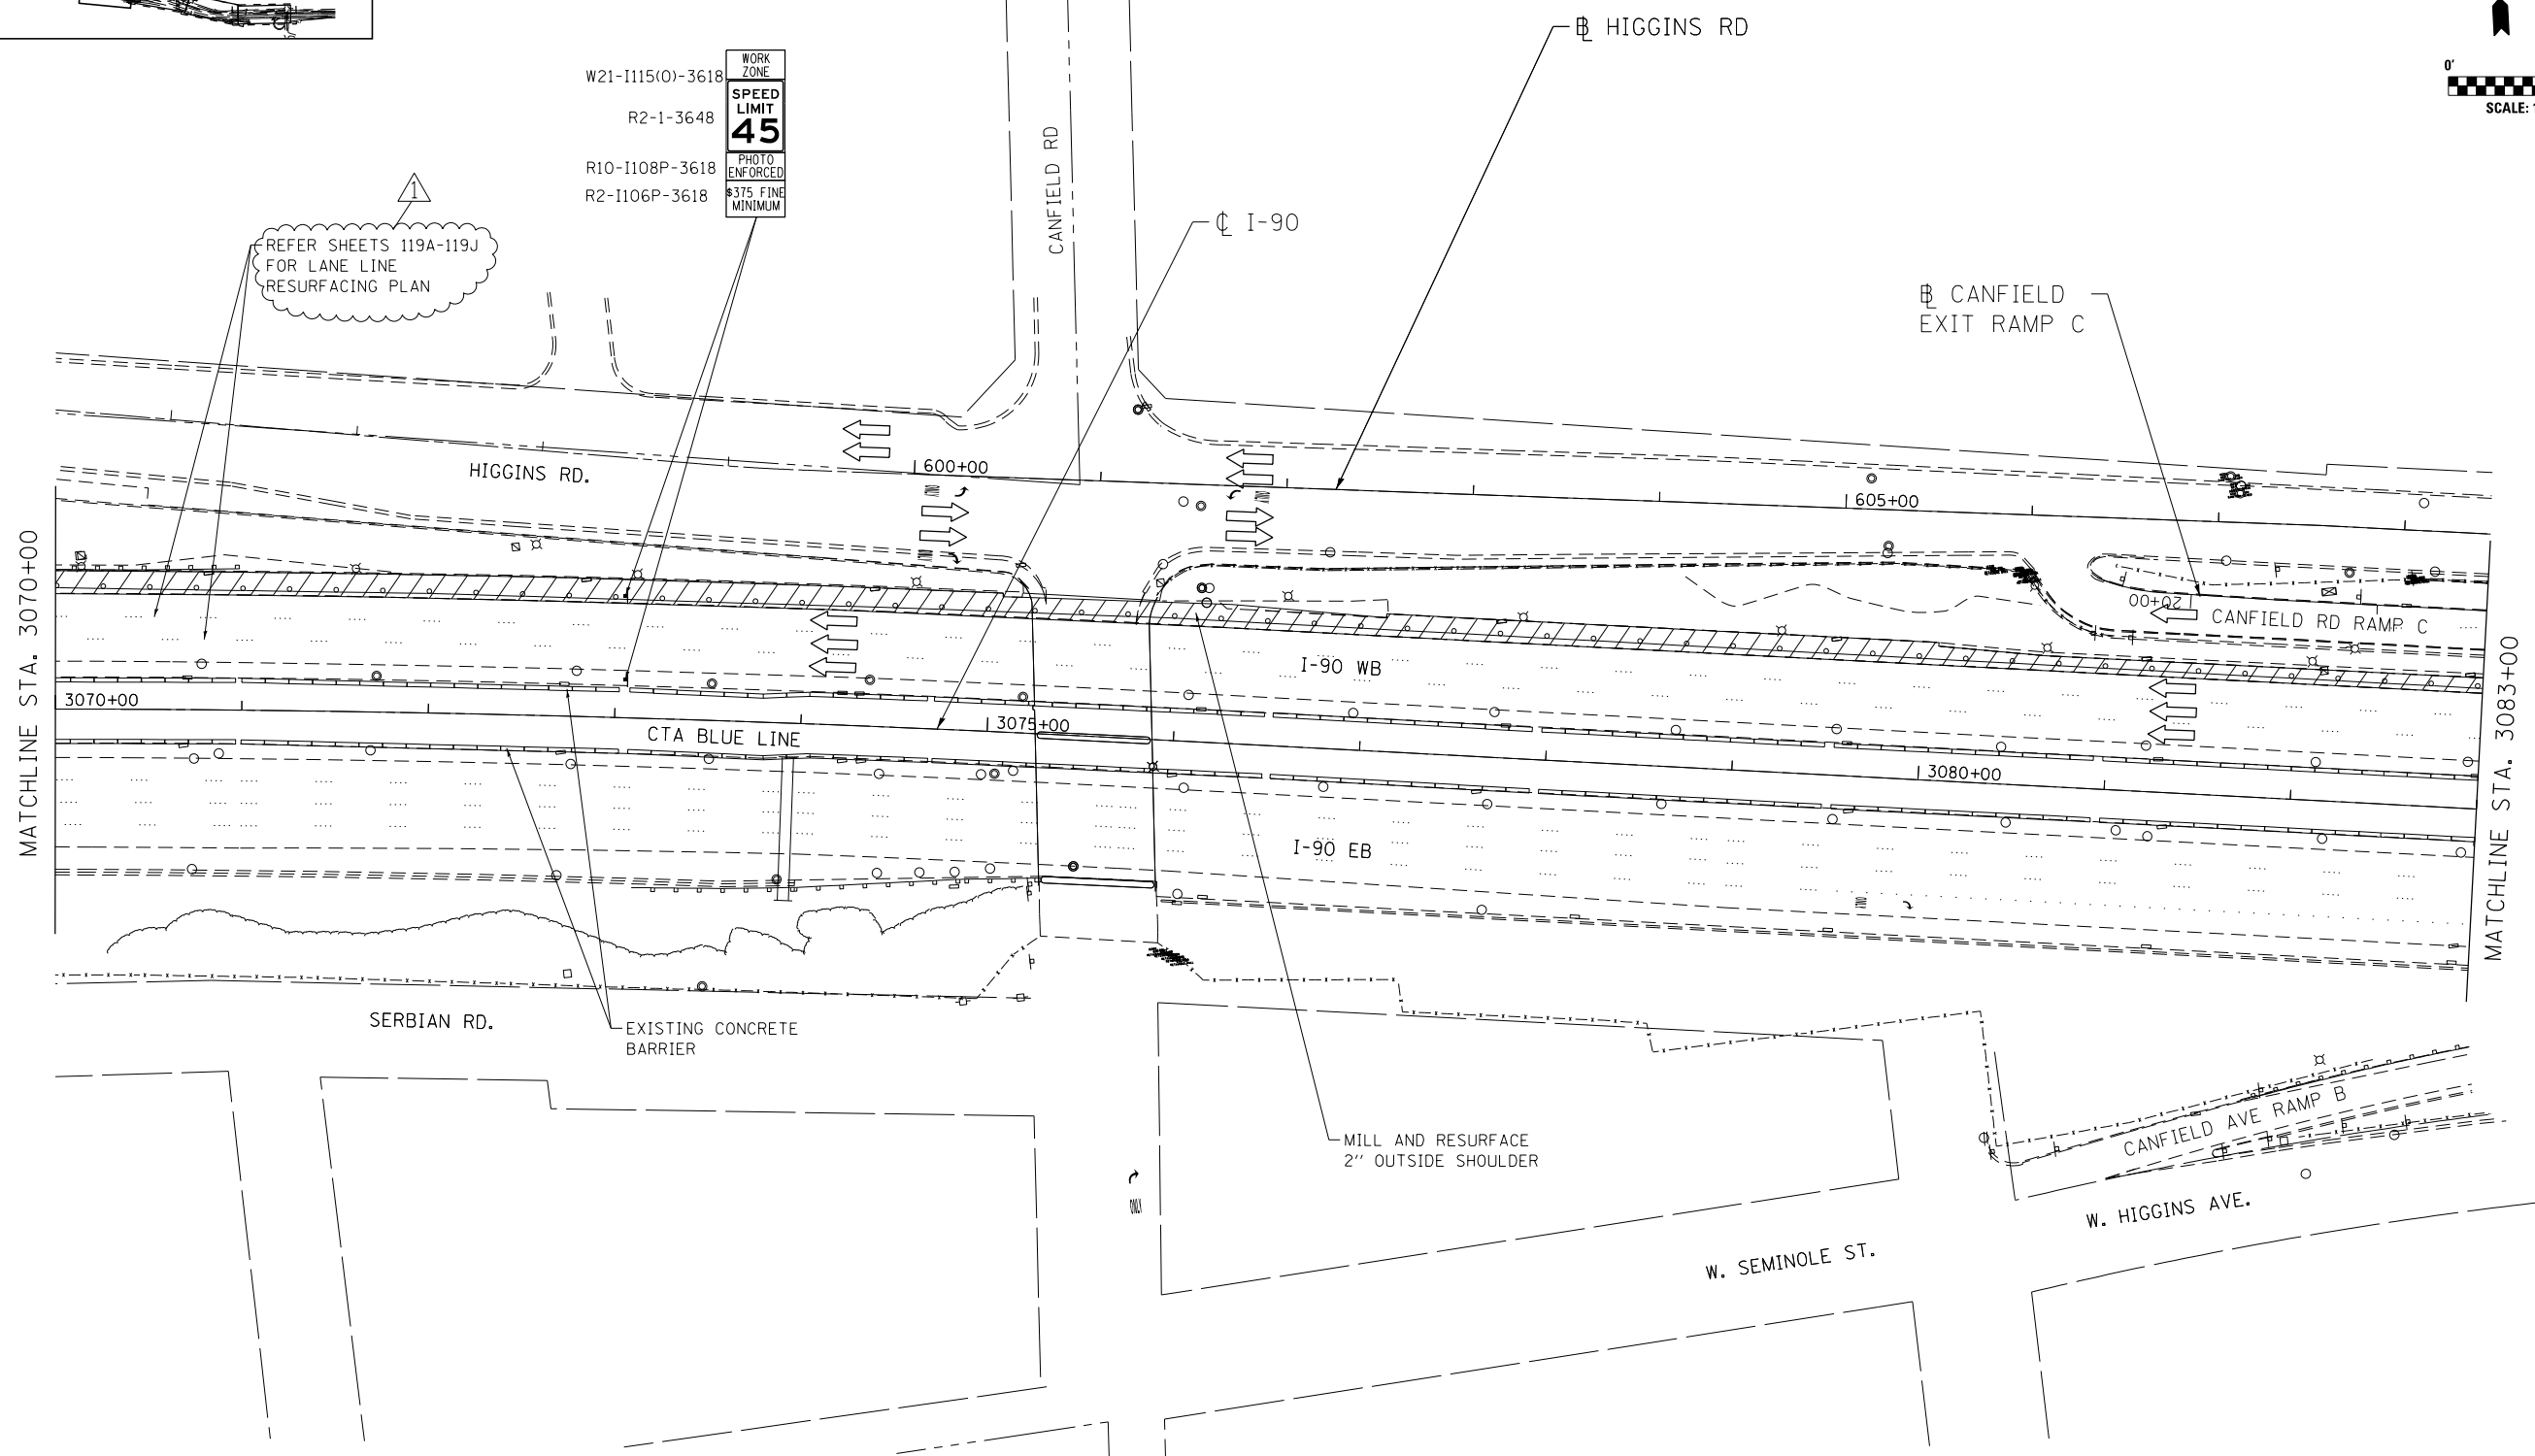 ℄ HIGGINS RD
0'
SCALE: 1
W21-I115(O)-3618
R2-1-3648
R10-I108P-3618
R2-I106P-3618
WORK
ZONE
SPEED
LIMIT
45
PHOTO
ENFORCED
$375 FINE
MINIMUM
1
REFER SHEETS 119A-119J
FOR LANE LINE
RESURFACING PLAN
CANFIELD RD
℄ I-90
℄ CANFIELD
EXIT RAMP C
HIGGINS RD.
600+00
605+00
20+00
CANFIELD RD RAMP C
MATCHLINE STA. 3070+00
I-90 WB
3070+00
CTA BLUE LINE
3075+00
3080+00
I-90 EB
MATCHLINE STA. 3083+00
SERBIAN RD.
EXISTING CONCRETE
BARRIER
MILL AND RESURFACE
2" OUTSIDE SHOULDER
ONLY
CANFIELD AVE RAMP B
W. HIGGINS AVE.
W. SEMINOLE ST.